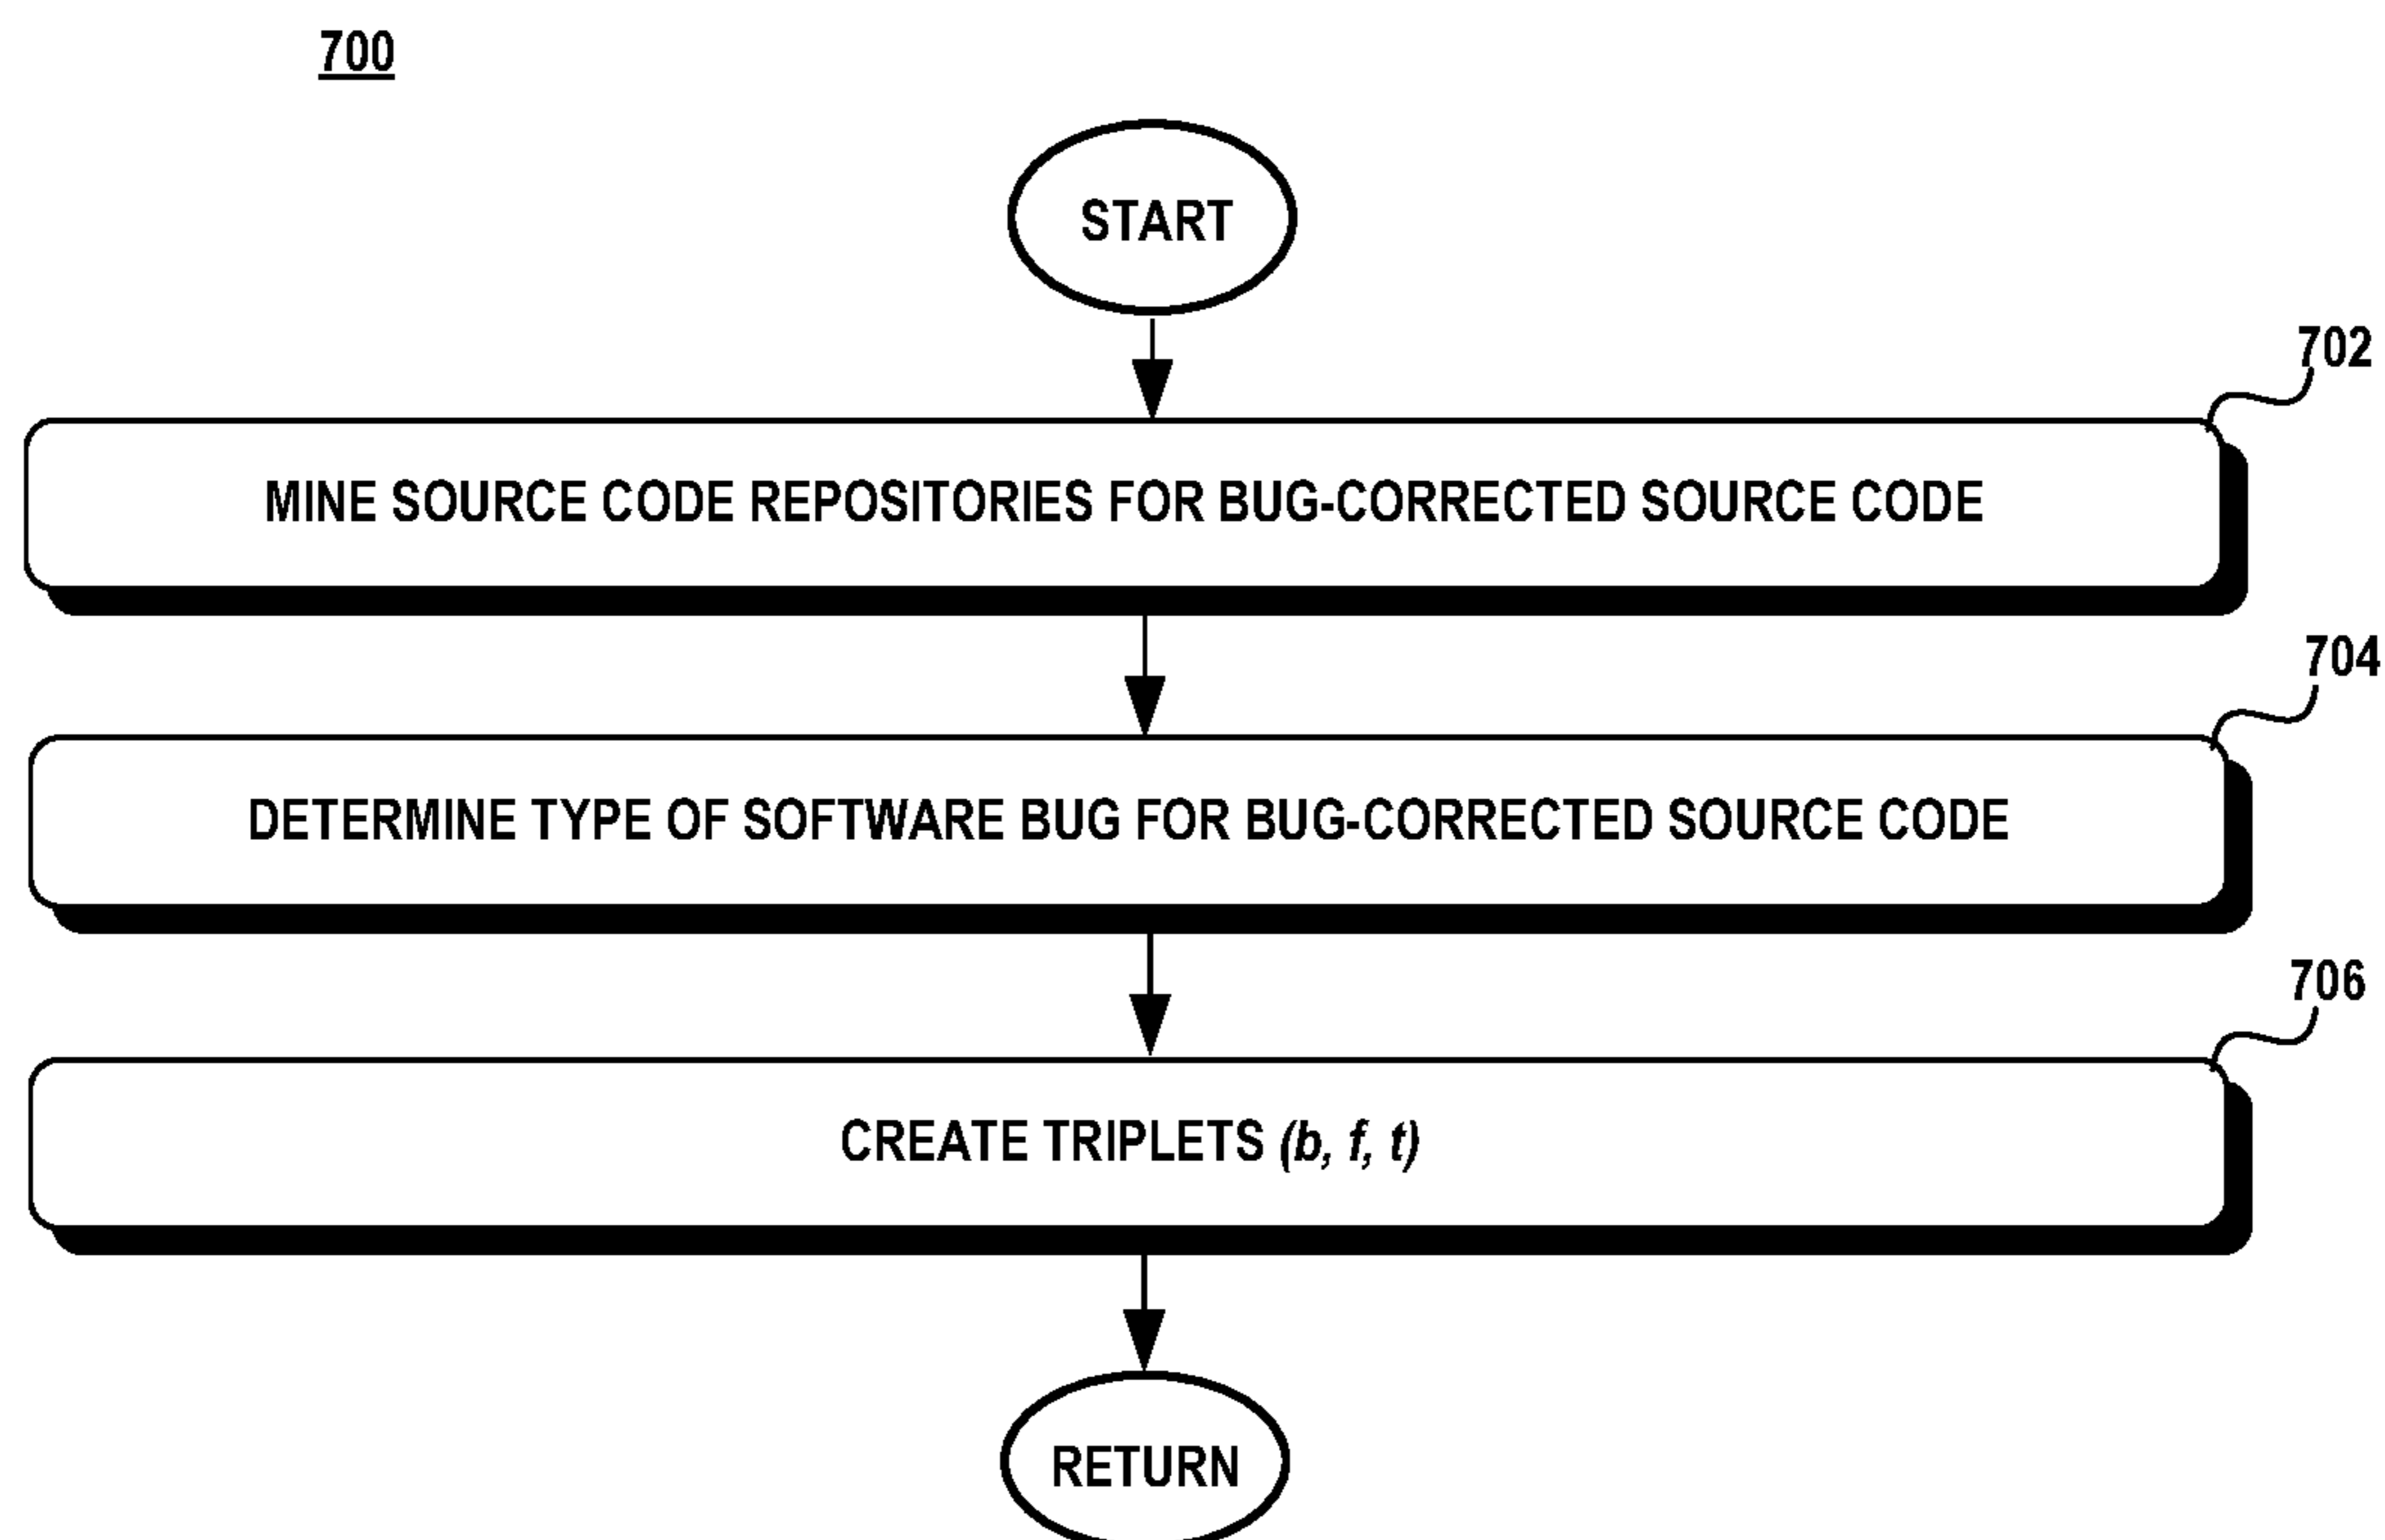 700
START
702
MINE SOURCE CODE REPOSITORIES FOR BUG-CORRECTED SOURCE CODE
704
DETERMINE TYPE OF SOFTWARE BUG FOR BUG-CORRECTED SOURCE CODE
706
CREATE TRIPLETS (b, f, t)
RETURN